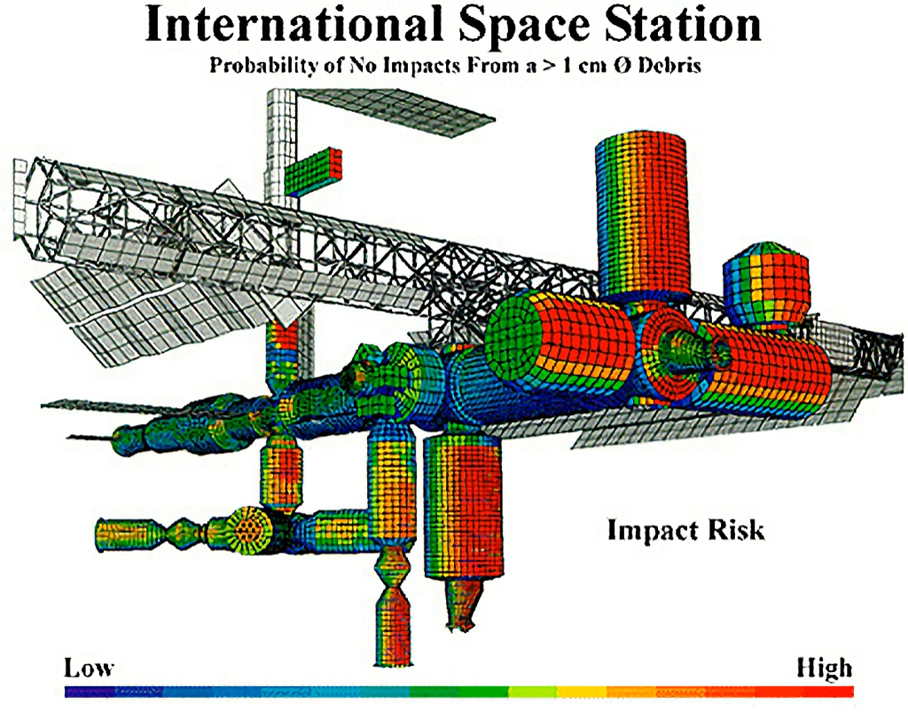 International Space Station
Probability of No Impacts From a > 1 cm Ø Debris
Impact Risk
Low
High